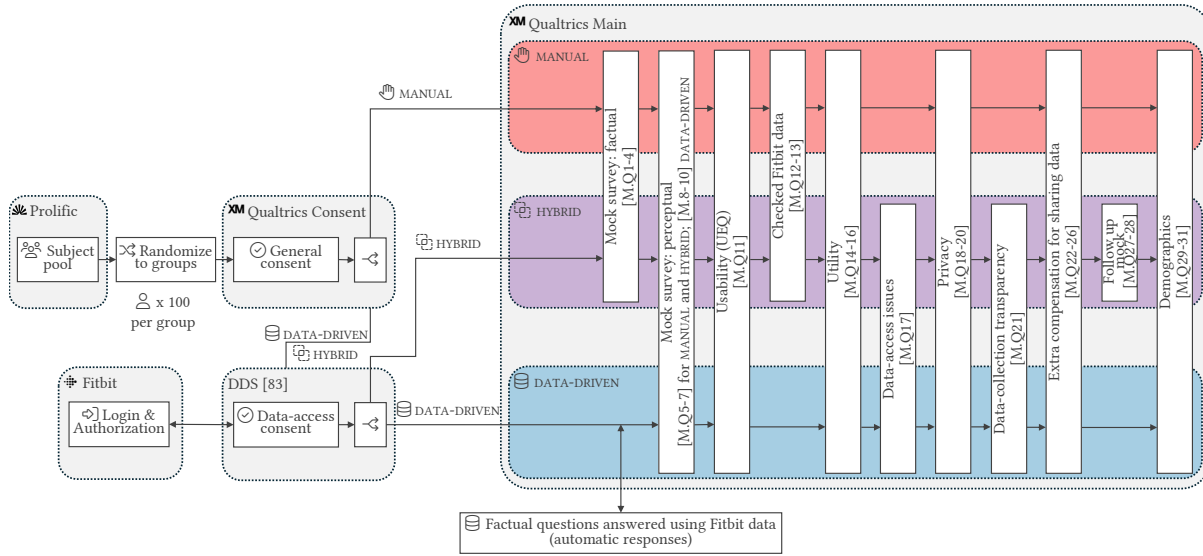 XM Qualtrics Main
MANUAL
MANUAL
Mock survey: factual
[M.Q1-4]
Mock survey: perceptual
[M.Q5-7] for MANUAL and HYBRID; [M.8-10] DATA-DRIVEN
Usability (UEQ)
[M.Q11]
Checked Fitbit data
[M.Q12-13]
Utility
[M.Q14-16]
Data-access issues
[M.Q17]
Privacy
[M.Q18-20]
Data-collection transparency
[M.Q21]
Extra compensation for sharing data
[M.Q22-26]
Follow up
mock
[M.Q27-28]
Demographics
[M.Q29-31]
Prolific
Subject
pool
Randomize
to groups
x 100
per group
XM Qualtrics Consent
General
consent
HYBRID
HYBRID
DATA-DRIVEN
HYBRID
Fitbit
Login &
Authorization
DDS [83]
Data-access
consent
DATA-DRIVEN
DATA-DRIVEN
Factual questions answered using Fitbit data
(automatic responses)